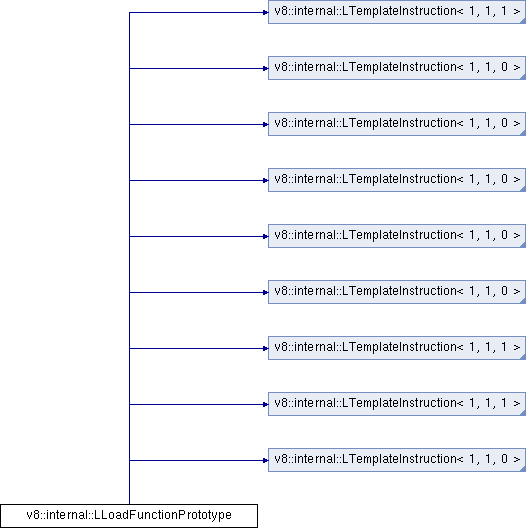 v8::internal::LTemplateInstruction< 1, 1, 1 >
v8::internal::LTemplateInstruction< 1, 1, 0 >
v8::internal::LTemplateInstruction< 1, 1, 0 >
v8::internal::LTemplateInstruction< 1, 1, 0 >
v8::internal::LTemplateInstruction< 1, 1, 0 >
v8::internal::LTemplateInstruction< 1, 1, 0 >
v8::internal::LTemplateInstruction< 1, 1, 1 >
v8::internal::LTemplateInstruction< 1, 1, 1 >
v8::internal::LTemplateInstruction< 1, 1, 0 >
v8::internal::LLoadFunctionPrototype